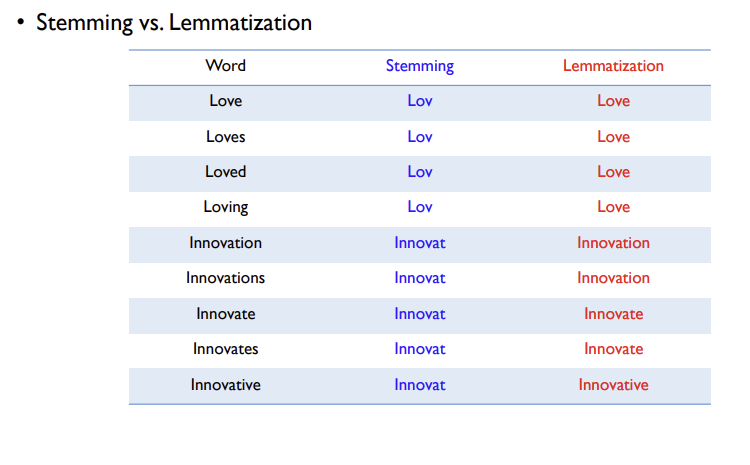 • Stemming vs. Lemmatization
Word Stemming Lemmatization
Love Lov Love
Loves Lov Love
Loved Lov Love
Loving Lov Love
Innovation Innovat Innovation
Innovations Innovat Innovation
Innovate Innovat Innovate
Innovates Innovat Innovate
Innovative Innovat Innovative